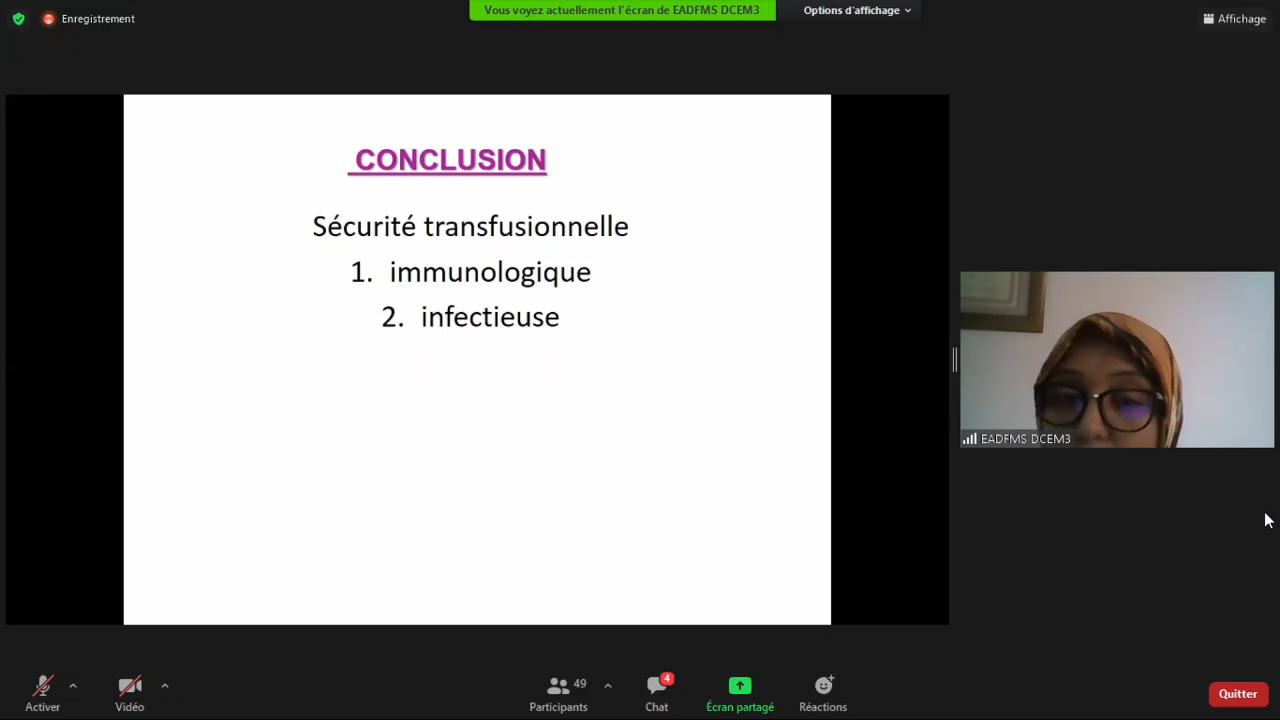 Enregistrement
Vous voyez actuellement l'écran de EADFMS DCEM3
Options d'affichage
Affichage
CONCLUSION
Sécurité transfusionnelle
1. immunologique
2. infectieuse
EADFMS DCEM3
Activer
Vidéo
49
Participants
4
Chat
Écran partagé
Réactions
Quitter